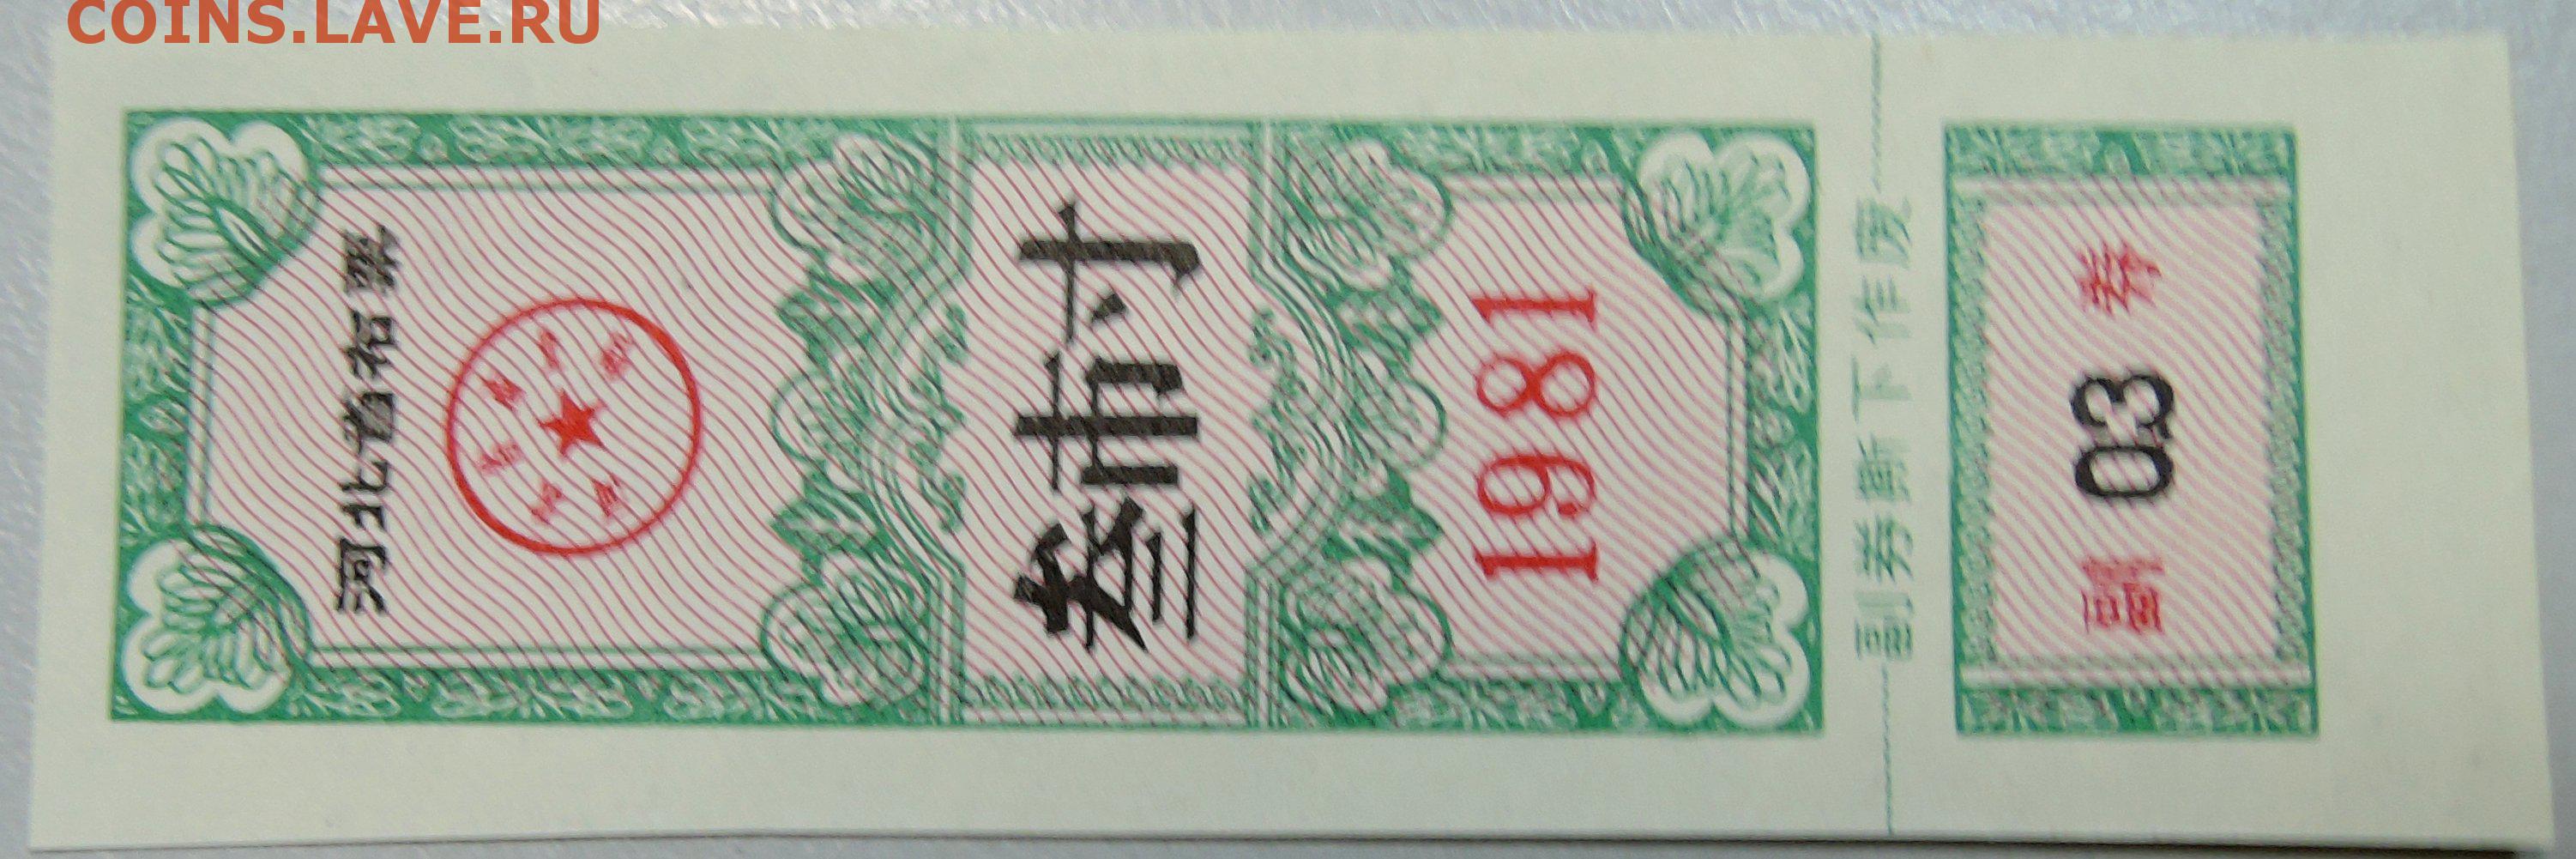 COINS.LAVE.RU
河北省布票
叁市寸
1981
副券撕下作废
副 03 券